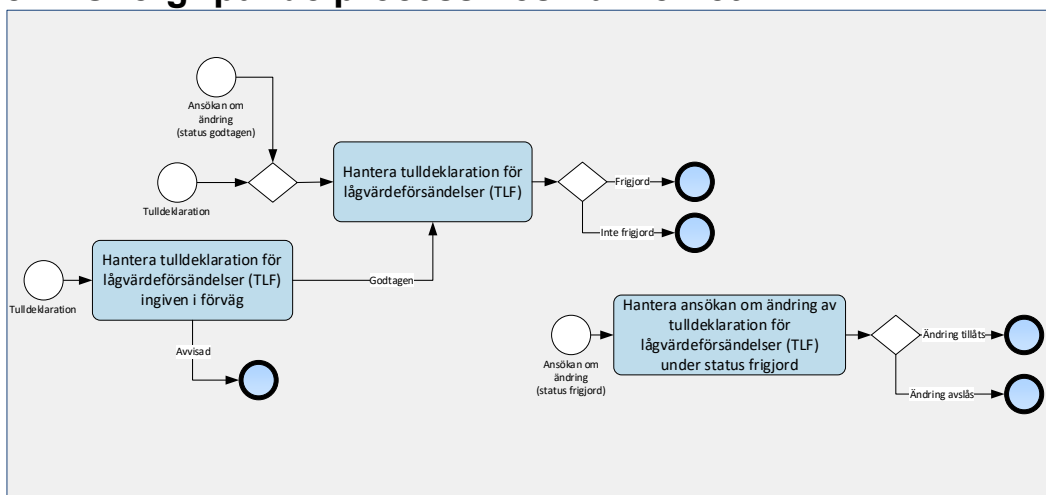 Ansökan om
ändring
(status godtagen)
Tulldeklaration
Hantera tulldeklaration för
lågvärdeförsändelser (TLF)
Frigjord
Inte frigjord
Tulldeklaration
Hantera tulldeklaration för
lågvärdeförsändelser (TLF)
ingiven i förväg
Godtagen
Avvisad
Ansökan om
ändring
(status frigjord)
Hantera ansökan om ändring av
tulldeklaration för
lågvärdeförsändelser (TLF)
under status frigjord
Ändring tillåts
Ändring avslås